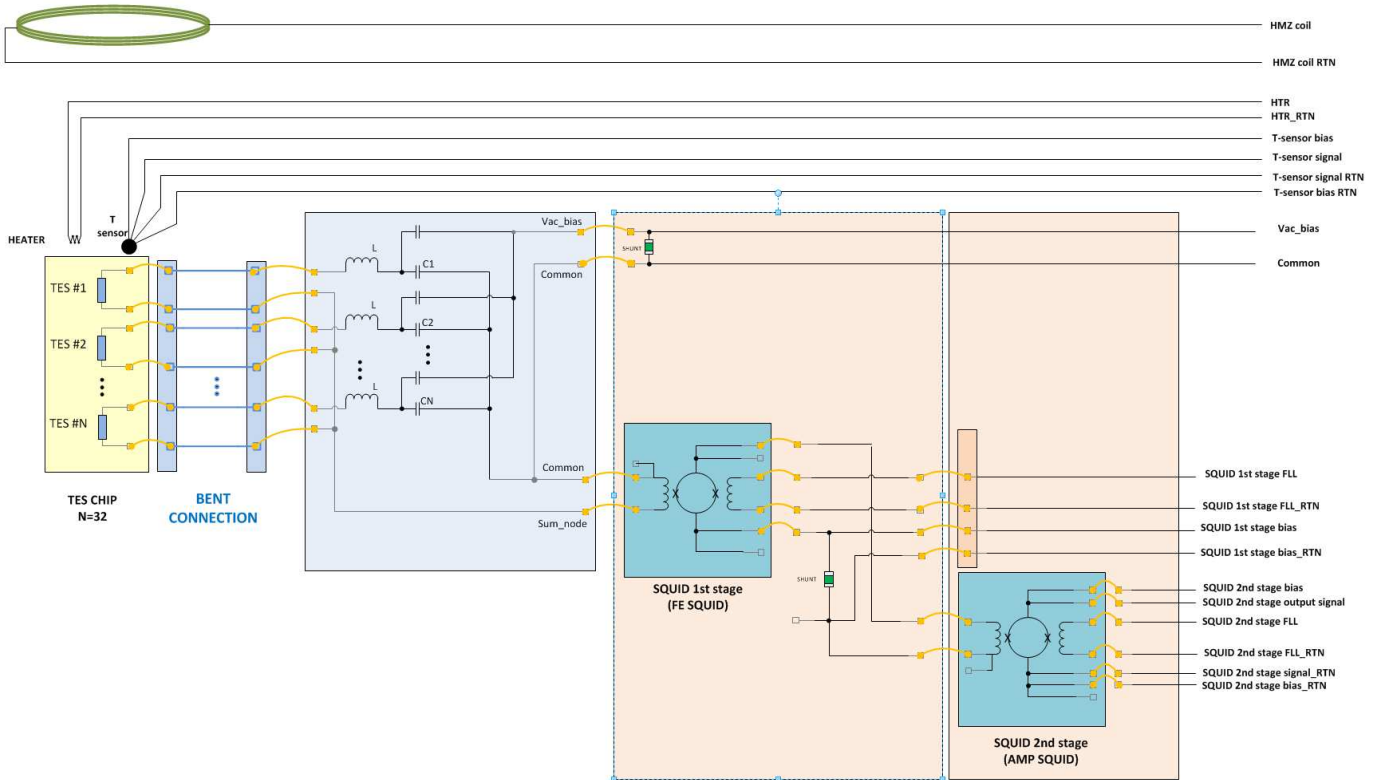 HMZ coil
HMZ coil RTN
HTR
HTR_RTN
T-sensor bias
T-sensor signal
T-sensor signal RTN
T-sensor bias RTN
T
sensor
HEATER
Vac_bias
Common
SHUNT
Vac_bias
Common
L
C1
L
C2
L
CN
TES #1
TES #2
TES #N
TES CHIP
N=32
BENT
CONNECTION
Common
Sum_node
SQUID 1st stage
(FE SQUID)
SHUNT
SQUID 1st stage FLL
SQUID 1st stage FLL_RTN
SQUID 1st stage bias
SQUID 1st stage bias_RTN
SQUID 2nd stage bias
SQUID 2nd stage output signal
SQUID 2nd stage FLL
SQUID 2nd stage FLL_RTN
SQUID 2nd stage signal_RTN
SQUID 2nd stage bias_RTN
SQUID 2nd stage
(AMP SQUID)